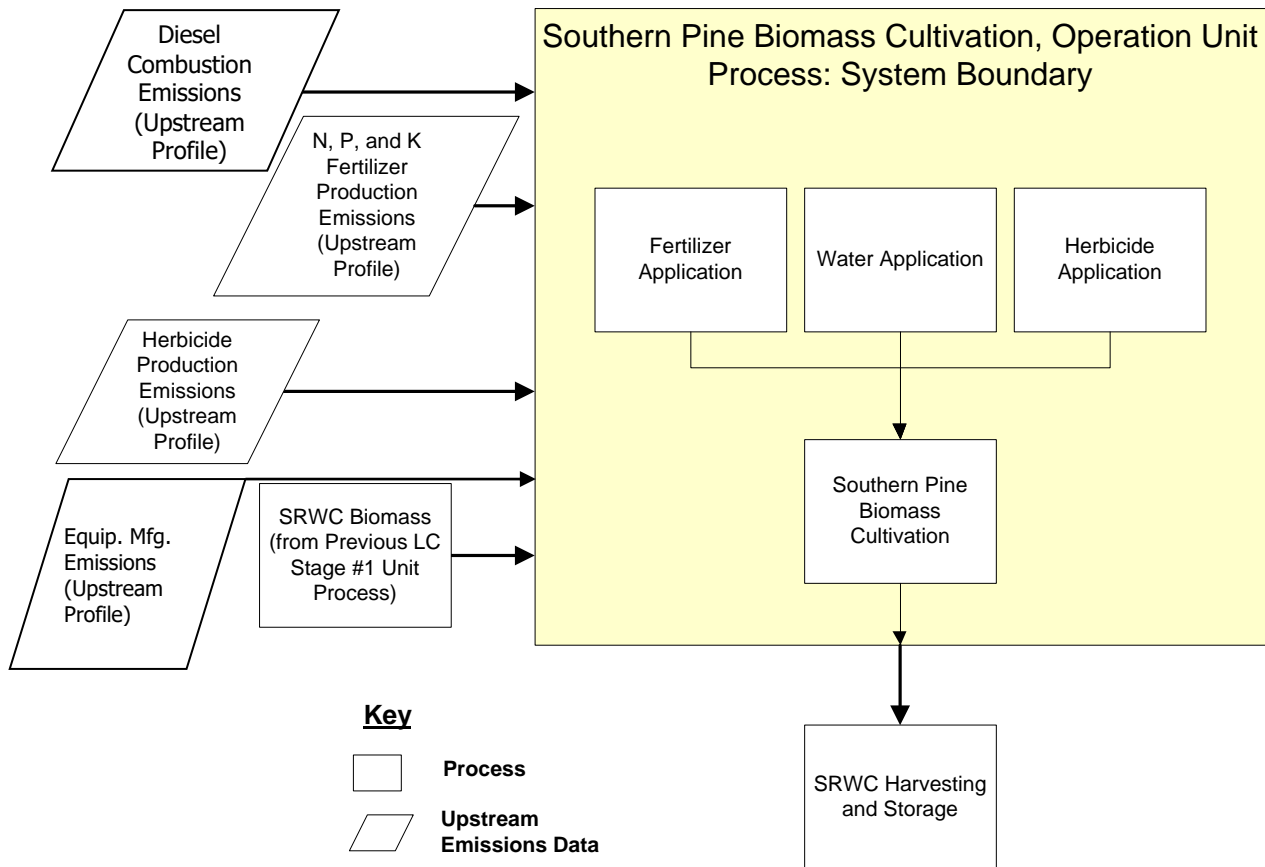 Diesel
Combustion
Emissions
(Upstream
Profile)
N, P, and K
Fertilizer
Production
Emissions
(Upstream
Profile)
Herbicide
Production
Emissions
(Upstream
Profile)
Equip. Mfg.
Emissions
(Upstream
Profile)
SRWC Biomass
(from Previous LC
Stage #1 Unit
Process)
Southern Pine Biomass Cultivation, Operation Unit
Process: System Boundary
Fertilizer
Application
Water Application
Herbicide
Application
Southern Pine
Biomass
Cultivation
SRWC Harvesting
and Storage
Key
Process
Upstream
Emissions Data